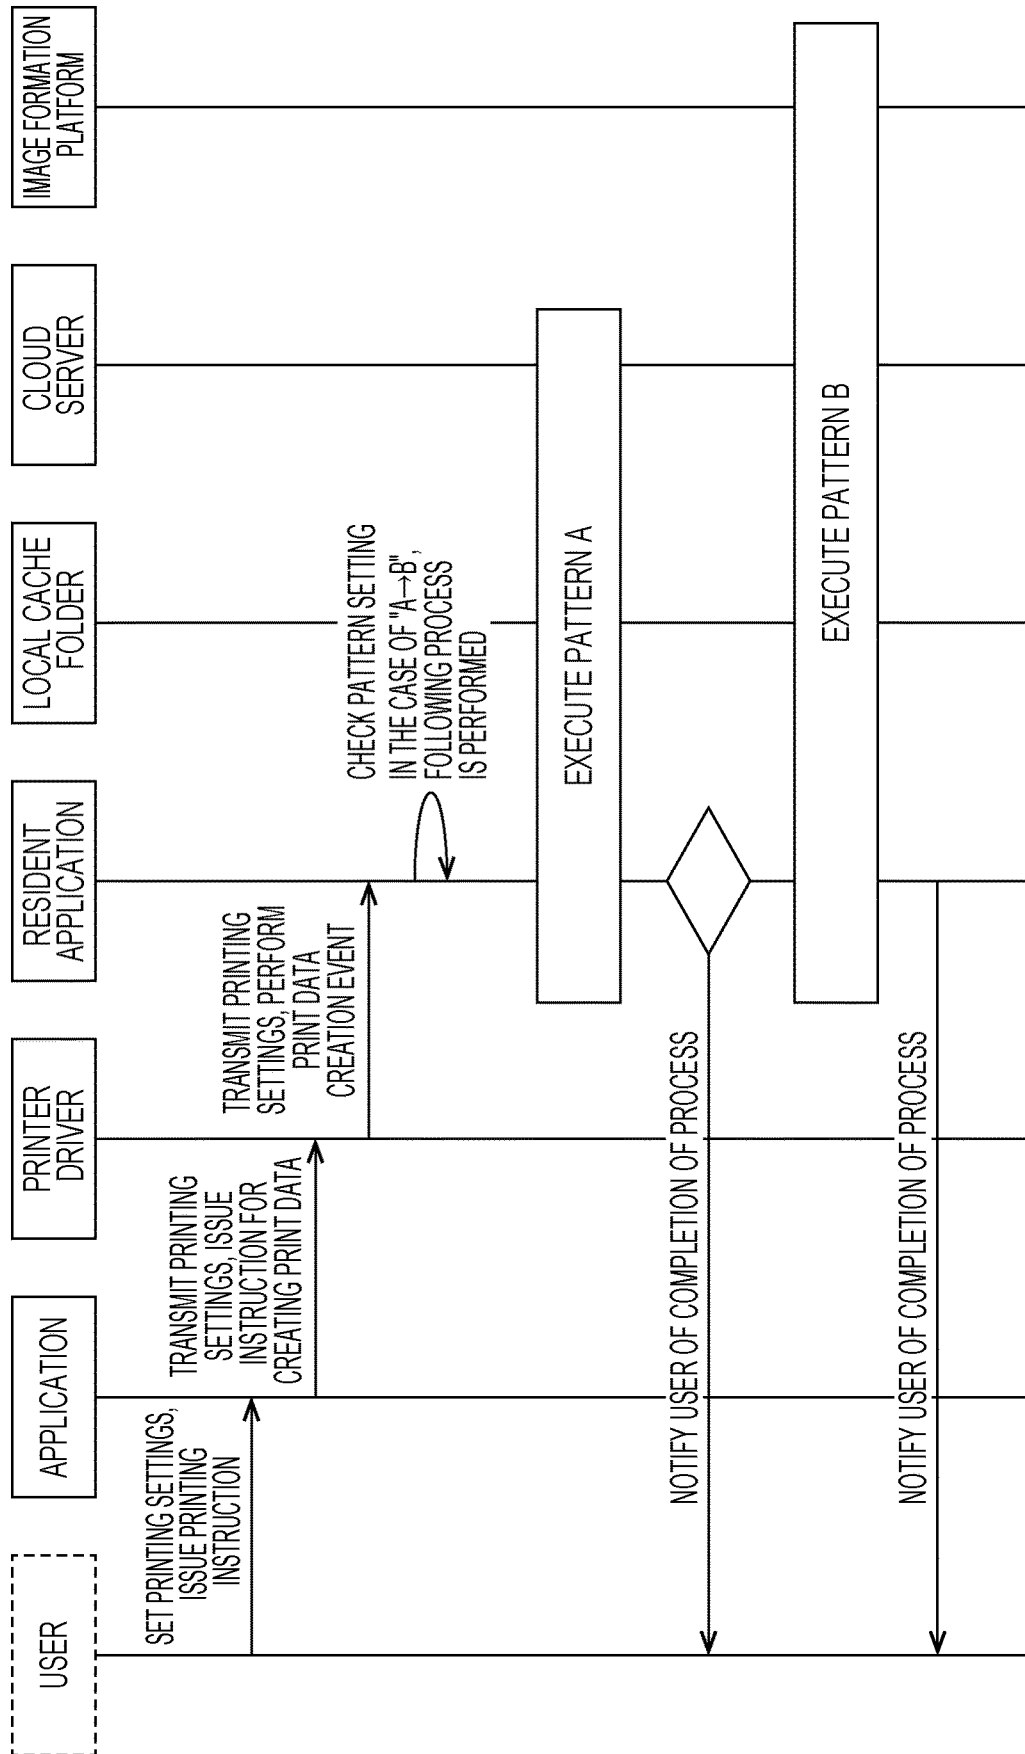 USER
APPLICATION
PRINTER
DRIVER
RESIDENT
APPLICATION
LOCAL CACHE
FOLDER
CLOUD
SERVER
IMAGE FORMATION
PLATFORM
SET PRINTING SETTINGS,
ISSUE PRINTING
INSTRUCTION
TRANSMIT PRINTING
SETTINGS, ISSUE
INSTRUCTION FOR
CREATING PRINT DATA
TRANSMIT PRINTING
SETTINGS, PERFORM
PRINT DATA
CREATION EVENT
CHECK PATTERN SETTING
IN THE CASE OF "A→B",
FOLLOWING PROCESS
IS PERFORMED
EXECUTE PATTERN A
NOTIFY USER OF COMPLETION OF PROCESS
EXECUTE PATTERN B
NOTIFY USER OF COMPLETION OF PROCESS